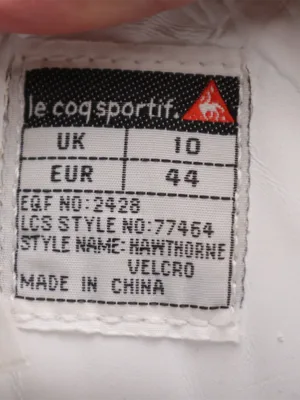 le coq sportif.
UK 10
EUR 44
EQF NO:2428
LCS STYLE NO:77464
STYLE NAME: HAWTHORNE
VELCRO
MADE IN CHINA